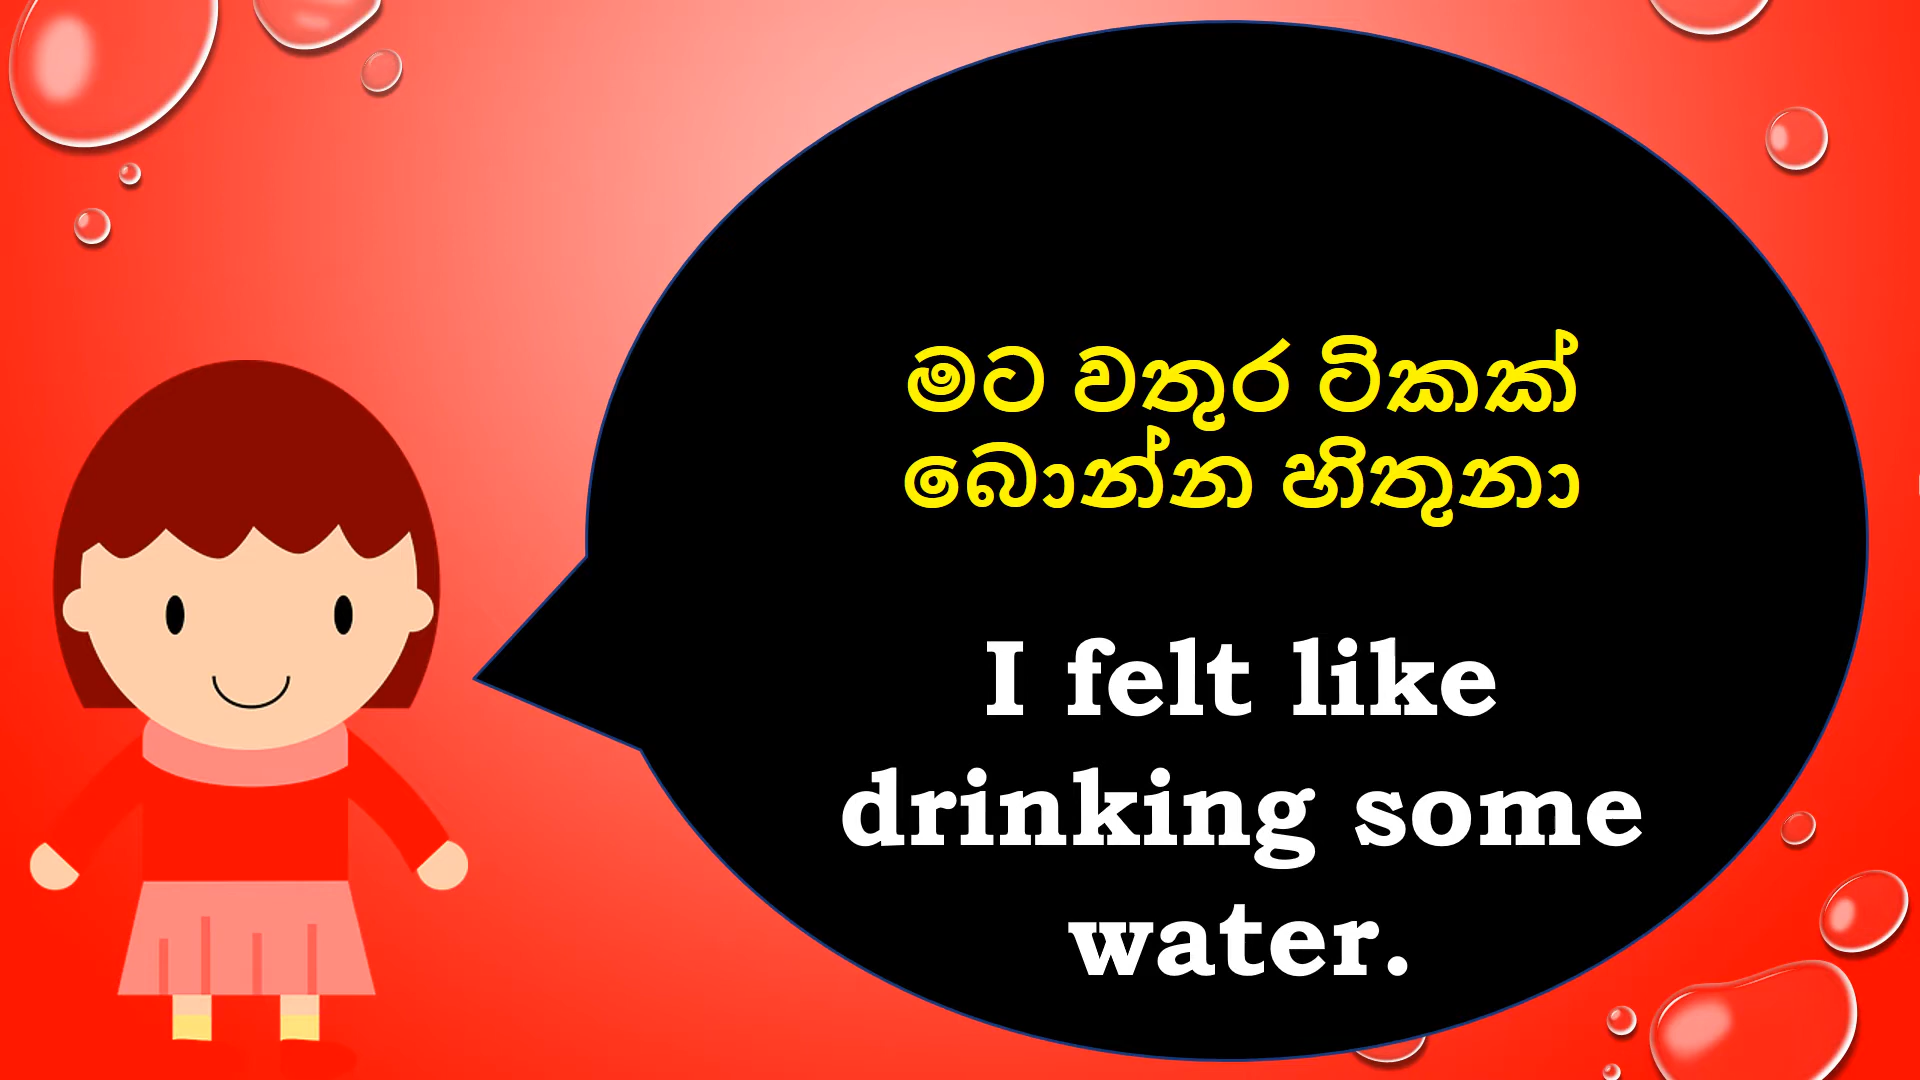 මට වතුර ටිකක්
බොන්න හිතුනා
I felt like
drinking some
water.